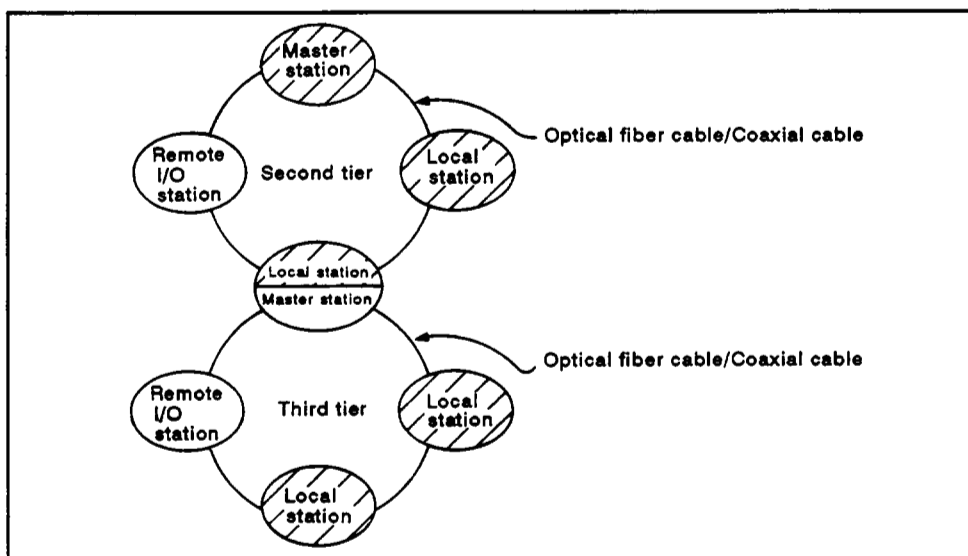 Master
station
Optical fiber cable/Coaxial cable
Remote
I/O
station
Second tier
Local
station
Local station
Master station
Optical fiber cable/Coaxial cable
Remote
I/O
station
Third tier
Local
station
Local
station